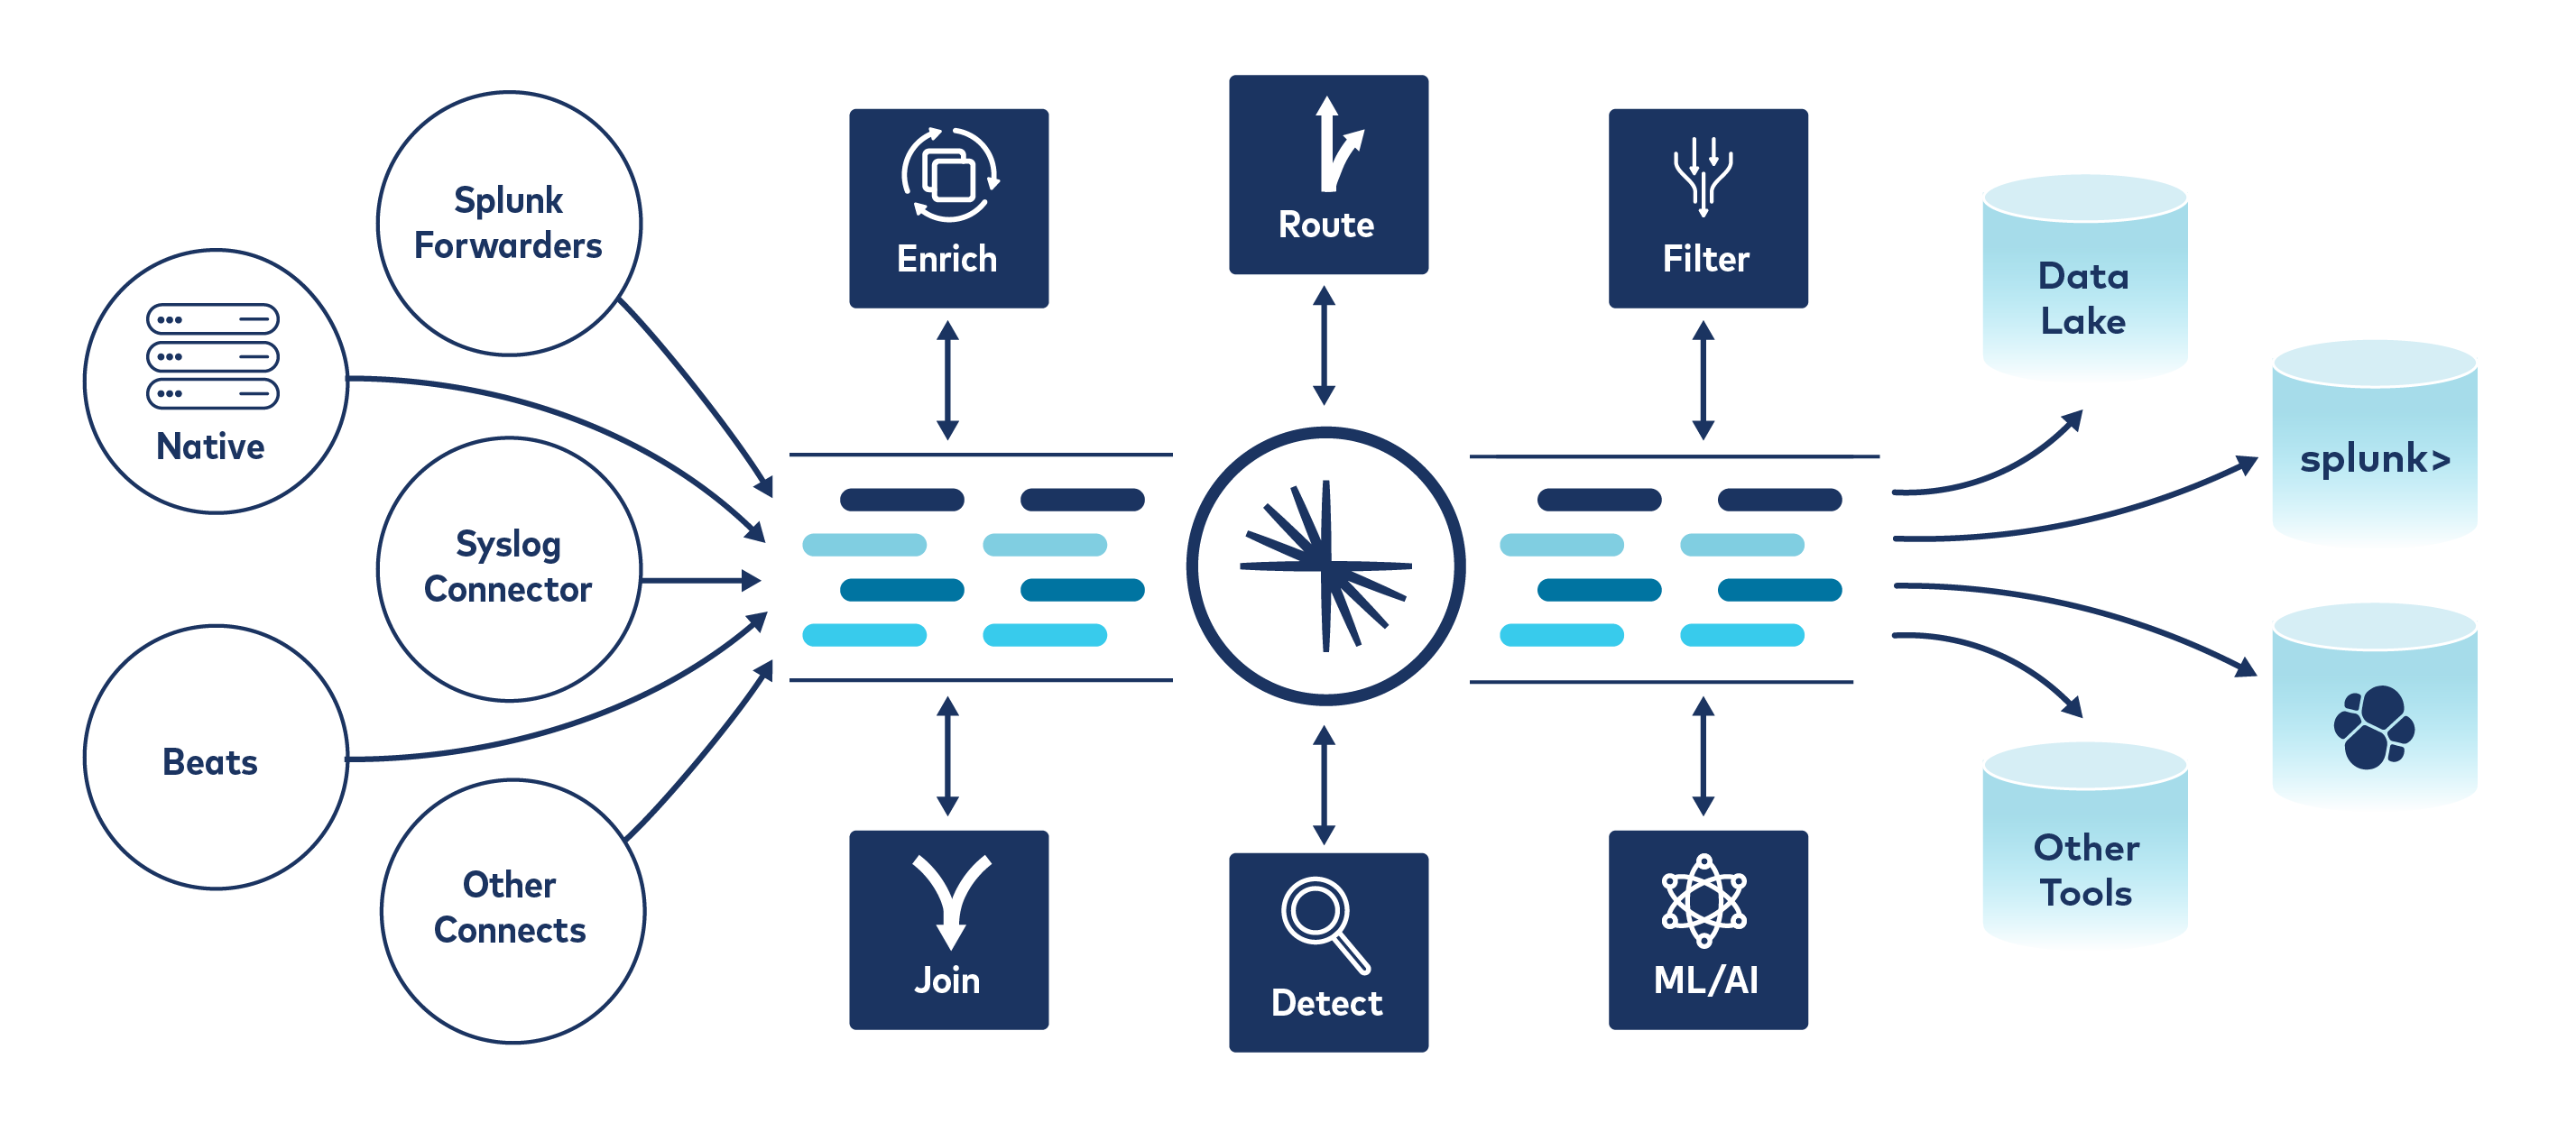 Splunk
Forwarders
Native
Syslog
Connector
Beats
Other
Connects
Enrich
Route
Filter
Join
Detect
ML/AI
Data
Lake
splunk>
Other
Tools